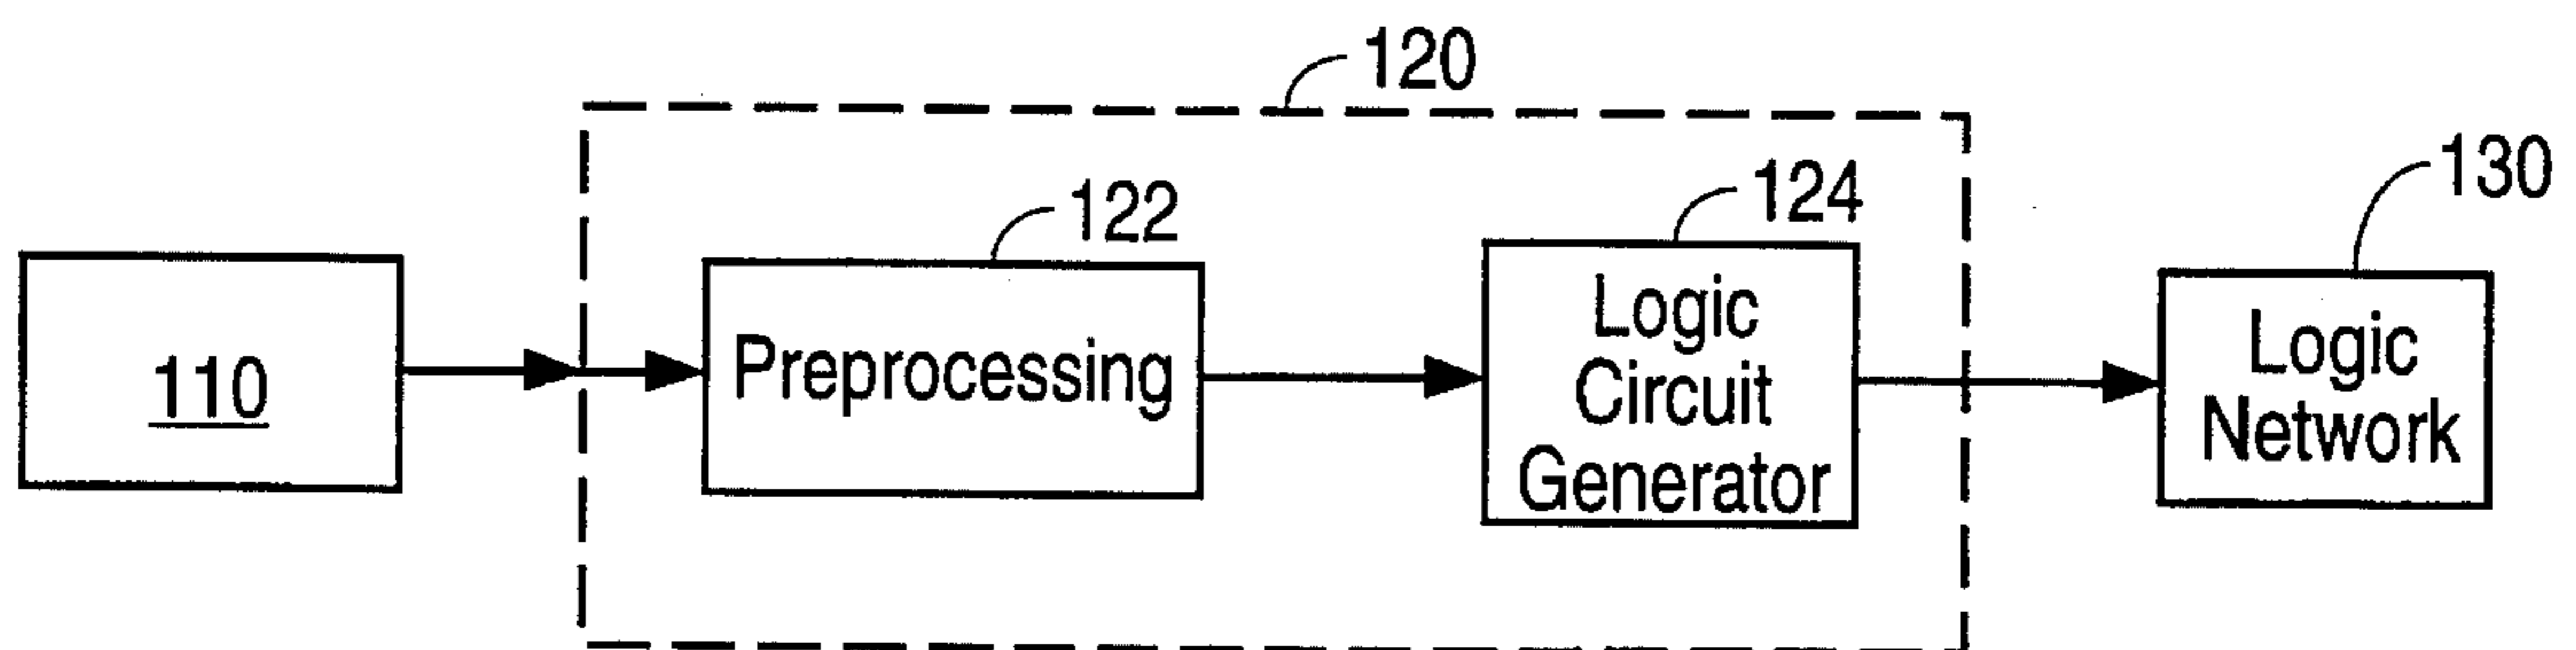 120
130
122
124
110
Preprocessing
Logic
Circuit
Generator
Logic
Network